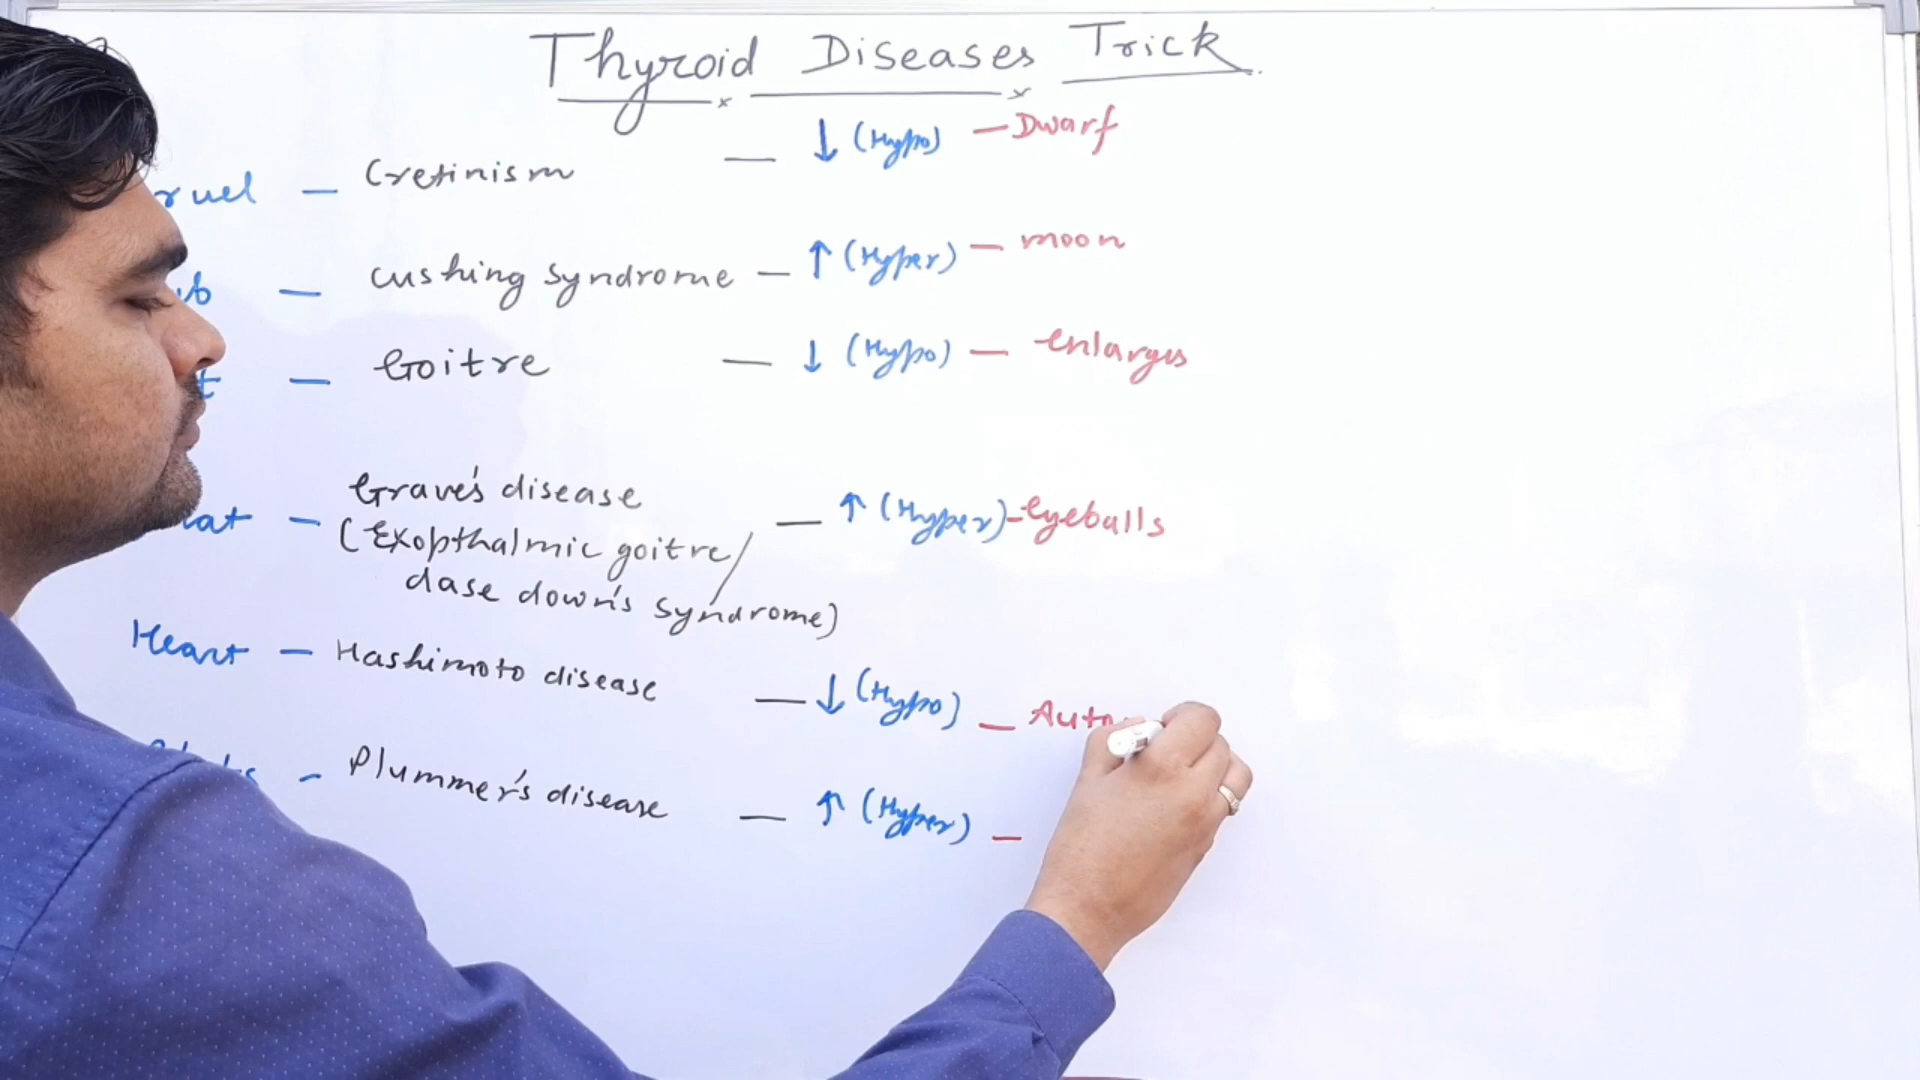 Thyroid Diseases Trick
ruel — Cretinism — ↓ (Hypo) — Dwarf
ub — cushing syndrome — ↑ (Hyper) — moon
t — Goitre — ↓ (Hypo) — enlarges
at — Grave's disease — ↑ (Hyper) - eyeballs
(Exopthalmic goitre/
dase down's syndrome)
Heart — Hashimoto disease — ↓ (Hypo) — Auto
- Plummer's disease — ↑ (Hyper) —